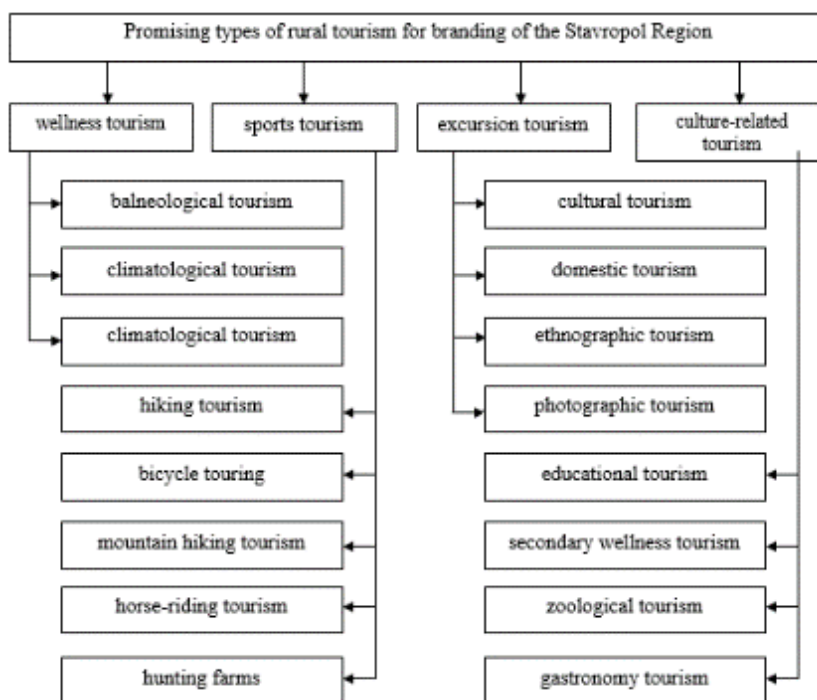 Promising types of rural tourism for branding of the Stavropol Region
wellness tourism
sports tourism
excursion tourism
culture-related
tourism
balneological tourism
climatological tourism
climatological tourism
hiking tourism
bicycle touring
mountain hiking tourism
horse-riding tourism
hunting farms
cultural tourism
domestic tourism
ethnographic tourism
photographic tourism
educational tourism
secondary wellness tourism
zoological tourism
gastronomy tourism